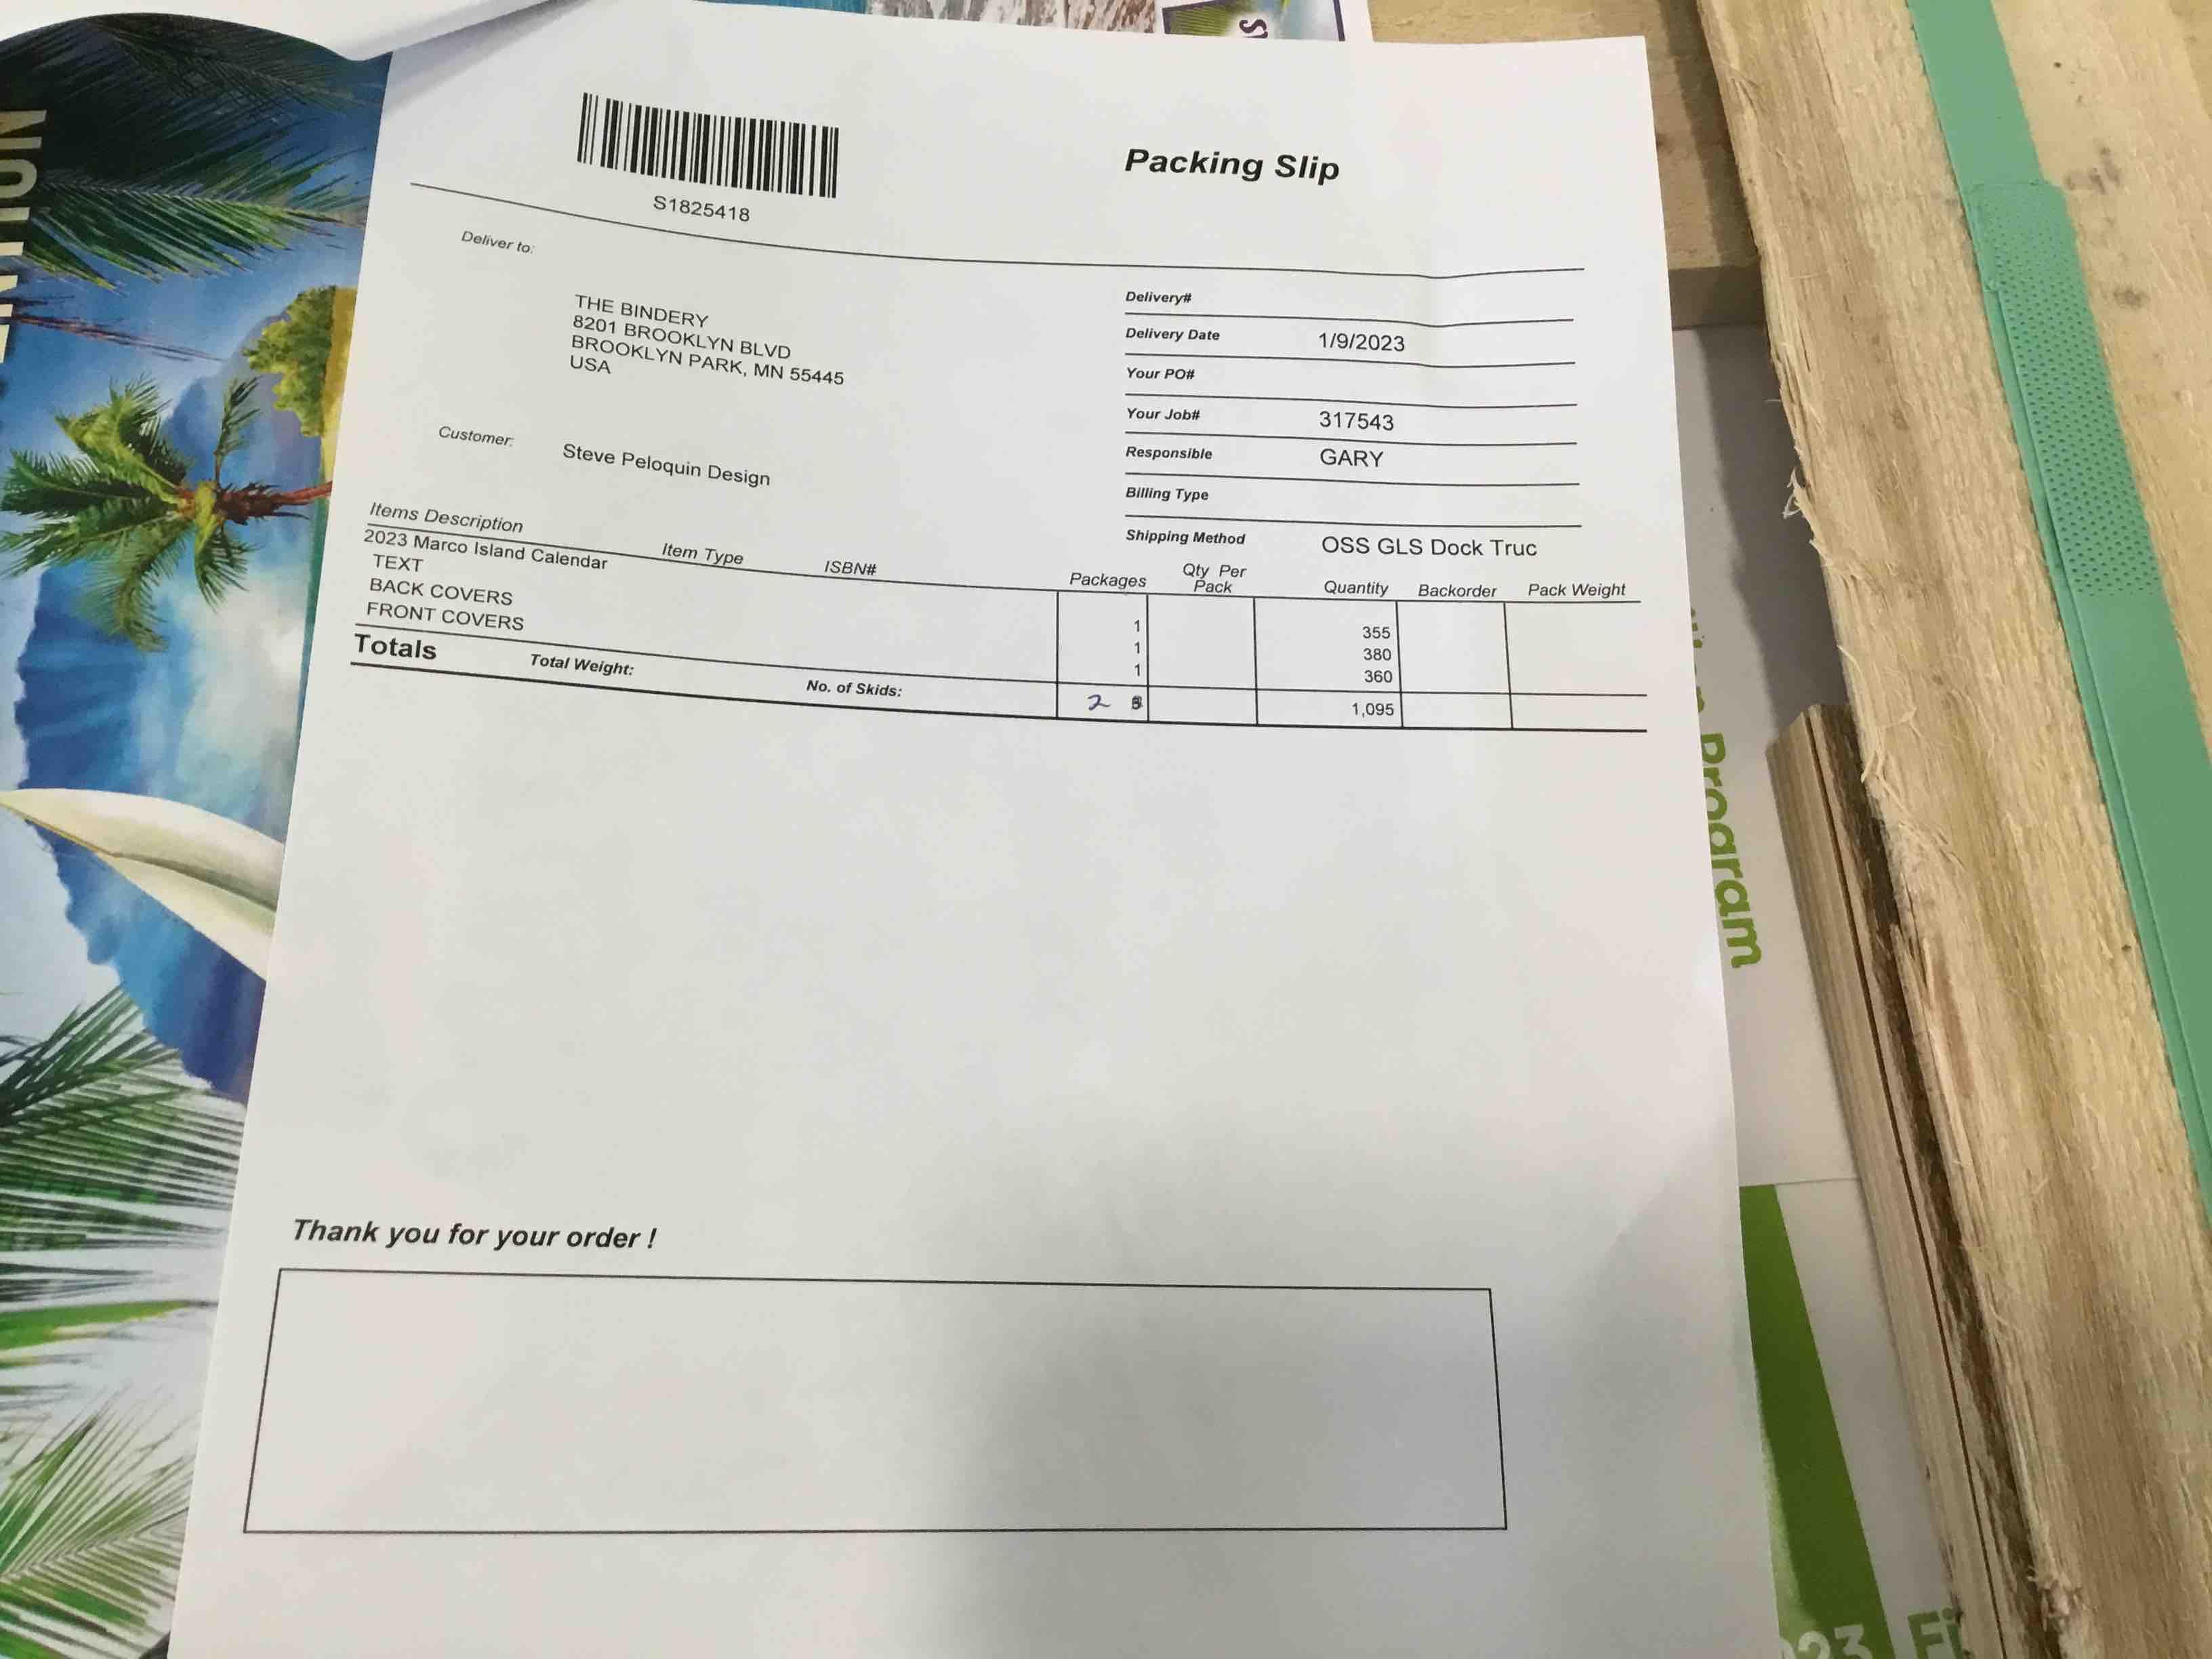 S1825418
Packing Slip
Deliver to:
THE BINDERY
8201 BROOKLYN BLVD
BROOKLYN PARK, MN 55445
USA
Customer:
Steve Peloquin Design
Delivery#
Delivery Date 1/9/2023
Your PO#
Your Job# 317543
Responsible GARY
Billing Type
Shipping Method OSS GLS Dock Truc
Items Description Item Type ISBN# Packages Qty Per Pack Quantity Backorder Pack Weight
2023 Marco Island Calendar
TEXT 1 355
BACK COVERS 1 380
FRONT COVERS 1 360
Totals Total Weight: No. of Skids: 2 1,095
Thank you for your order !
Program